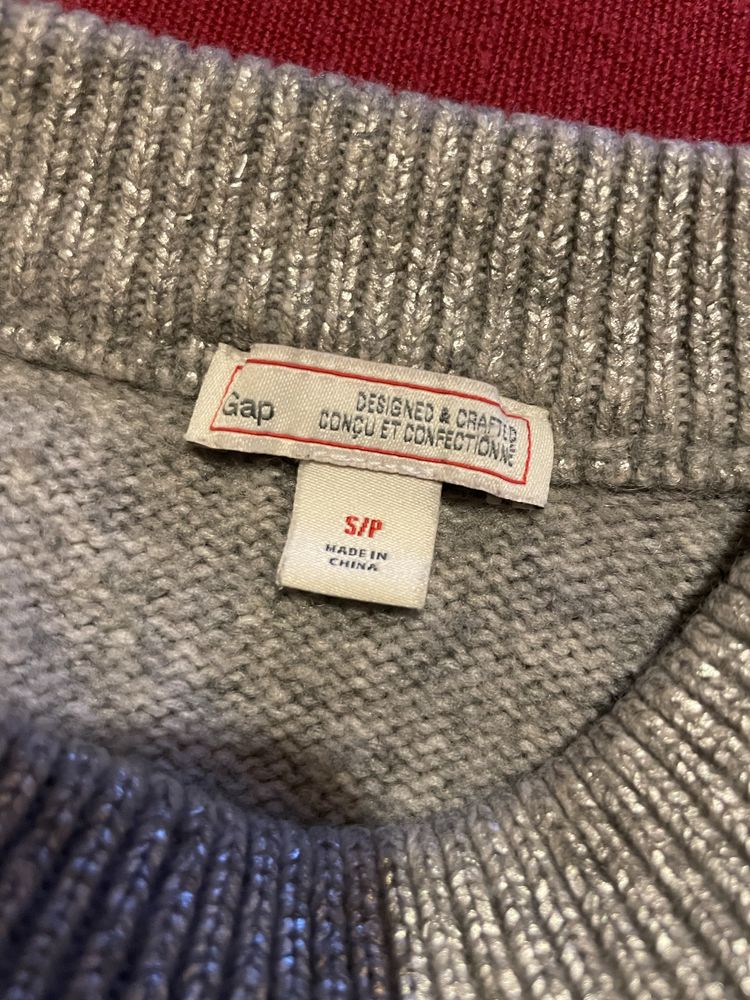 Gap
DESIGNED & CRAFTED
CONÇU ET CONFECTIONNÉ
S/P
MADE IN
CHINA